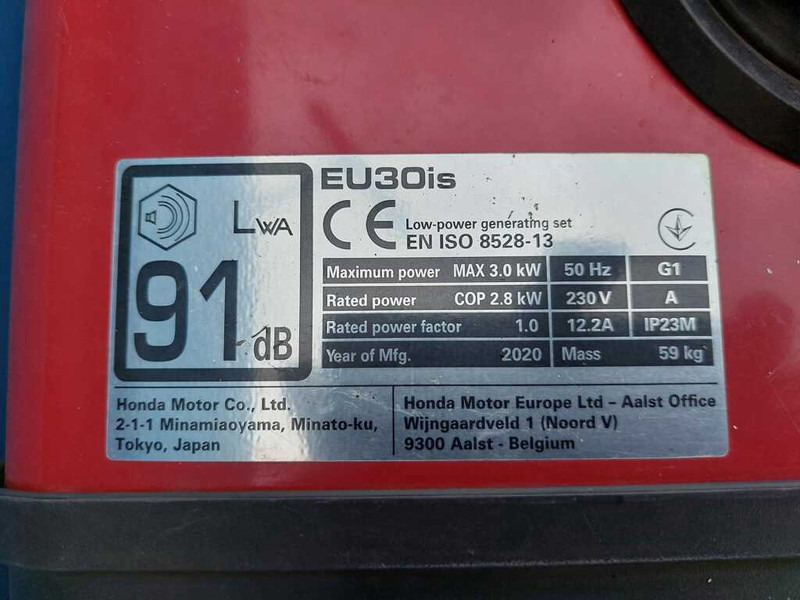 EU30is
LWA
91 dB
CE
Low-power generating set
EN ISO 8528-13
Maximum power MAX 3.0 kW 50 Hz G1
Rated power COP 2.8 kW 230 V A
Rated power factor 1.0 12.2A IP23M
Year of Mfg. 2020 Mass 59 kg
Honda Motor Co., Ltd.
2-1-1 Minamiaoyama, Minato-ku,
Tokyo, Japan
Honda Motor Europe Ltd – Aalst Office
Wijngaardveld 1 (Noord V)
9300 Aalst - Belgium